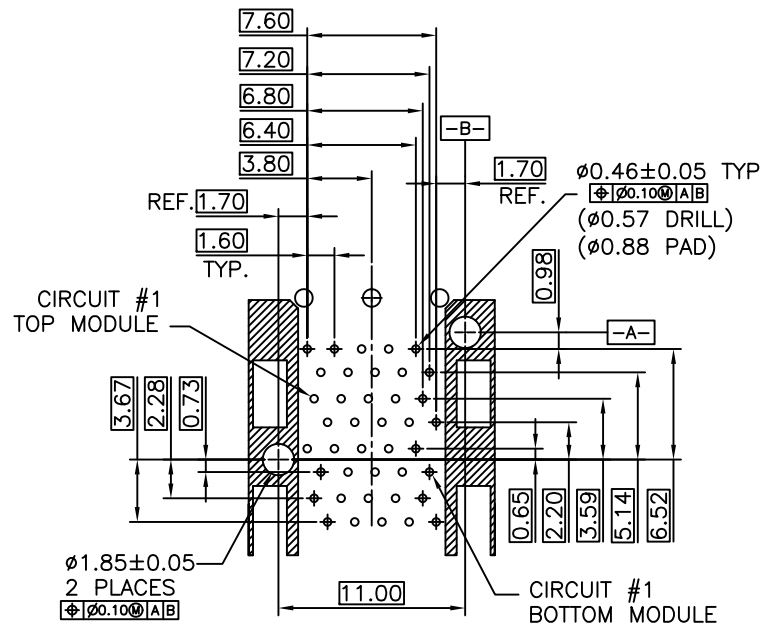 7.60
7.20
6.80
6.40
3.80
-B-
REF. 1.70
1.60
TYP.
1.70
REF.
ø0.46±0.05 TYP
⌖ Ø0.10Ⓜ A B
(ø0.57 DRILL)
(ø0.88 PAD)
0.98
-A-
CIRCUIT #1
TOP MODULE
3.67
2.28
0.73
0.65
2.20
3.59
5.14
6.52
ø1.85±0.05
2 PLACES
⌖ Ø0.10Ⓜ A B
11.00
CIRCUIT #1
BOTTOM MODULE